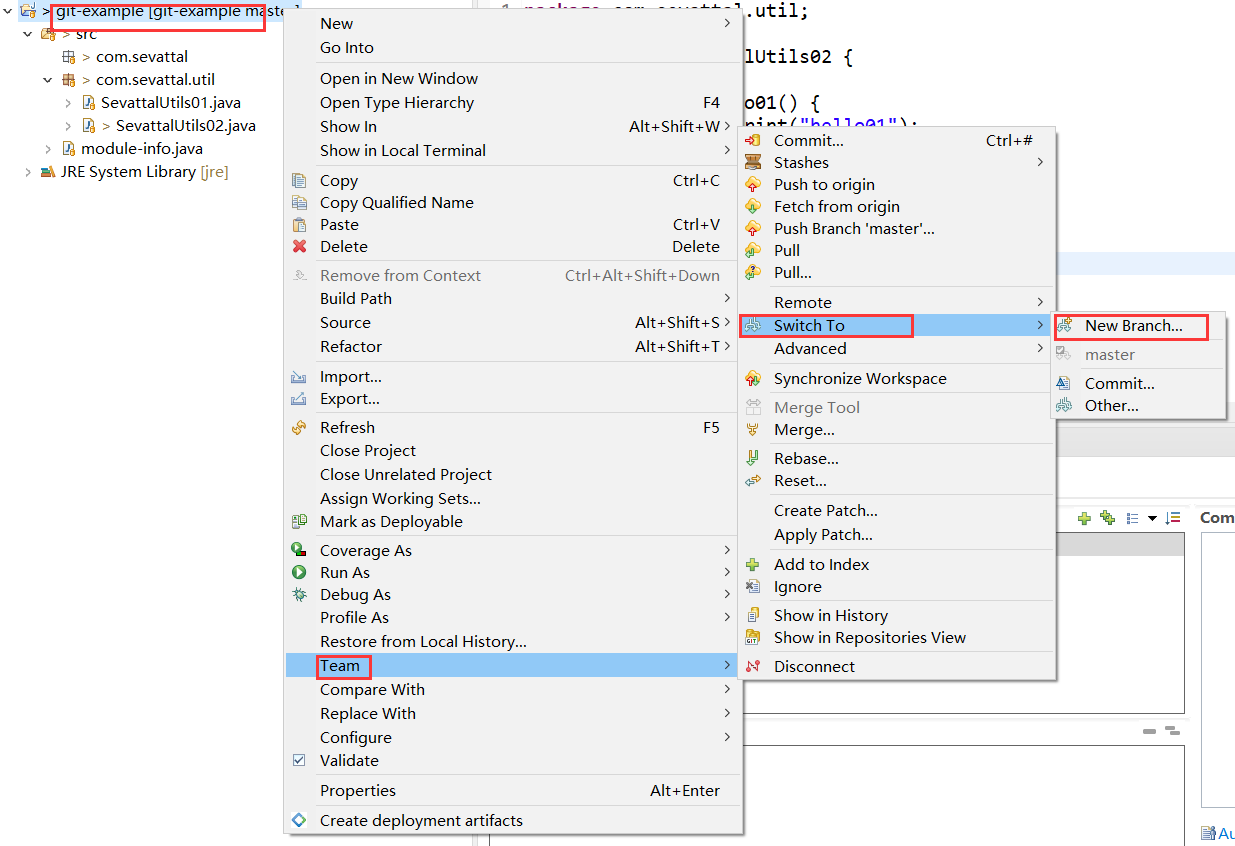 > git-example [git-example master]
> src
> com.sevattal
> com.sevattal.util
SevattalUtils01.java
> SevattalUtils02.java
module-info.java
JRE System Library [jre]
New
Go Into
Open in New Window
Open Type Hierarchy F4
Show In Alt+Shift+W
Show in Local Terminal
Copy Ctrl+C
Copy Qualified Name
Paste Ctrl+V
Delete Delete
Remove from Context Ctrl+Alt+Shift+Down
Build Path
Source Alt+Shift+S
Refactor Alt+Shift+T
Import...
Export...
Refresh F5
Close Project
Close Unrelated Project
Assign Working Sets...
Mark as Deployable
Coverage As
Run As
Debug As
Profile As
Restore from Local History...
Team
Compare With
Replace With
Configure
Validate
Properties Alt+Enter
Create deployment artifacts
1 package com.sevattal.util;
lUtils02 {
o01() {
rint("hello01");
Commit... Ctrl+#
Stashes
Push to origin
Fetch from origin
Push Branch 'master'...
Pull
Pull...
Remote
Switch To
Advanced
Synchronize Workspace
Merge Tool
Merge...
Rebase...
Reset...
Create Patch...
Apply Patch...
Add to Index
Ignore
Show in History
Show in Repositories View
Disconnect
New Branch...
master
Commit...
Other...
Com
Au